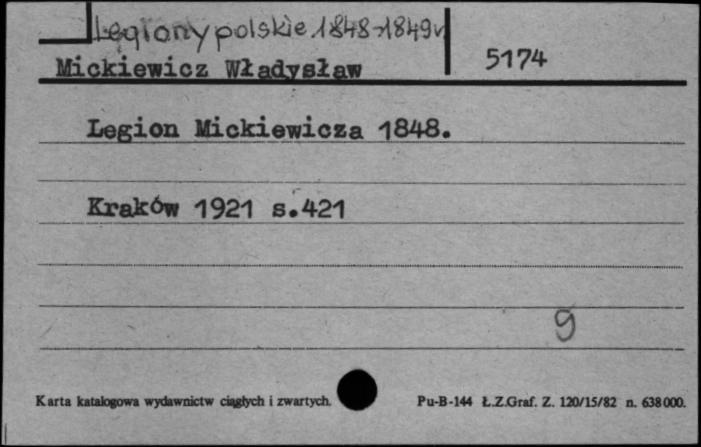 Legiony polskie 1848-1849r
Mickiewicz Władysław 5174
Legion Mickiewicza 1848.
Kraków 1921 s.421
9
Karta katalogowa wydawnictw ciągłych i zwartych.
Pu-B-144 Ł.Z.Graf. Z. 120/15/82 n. 638000.